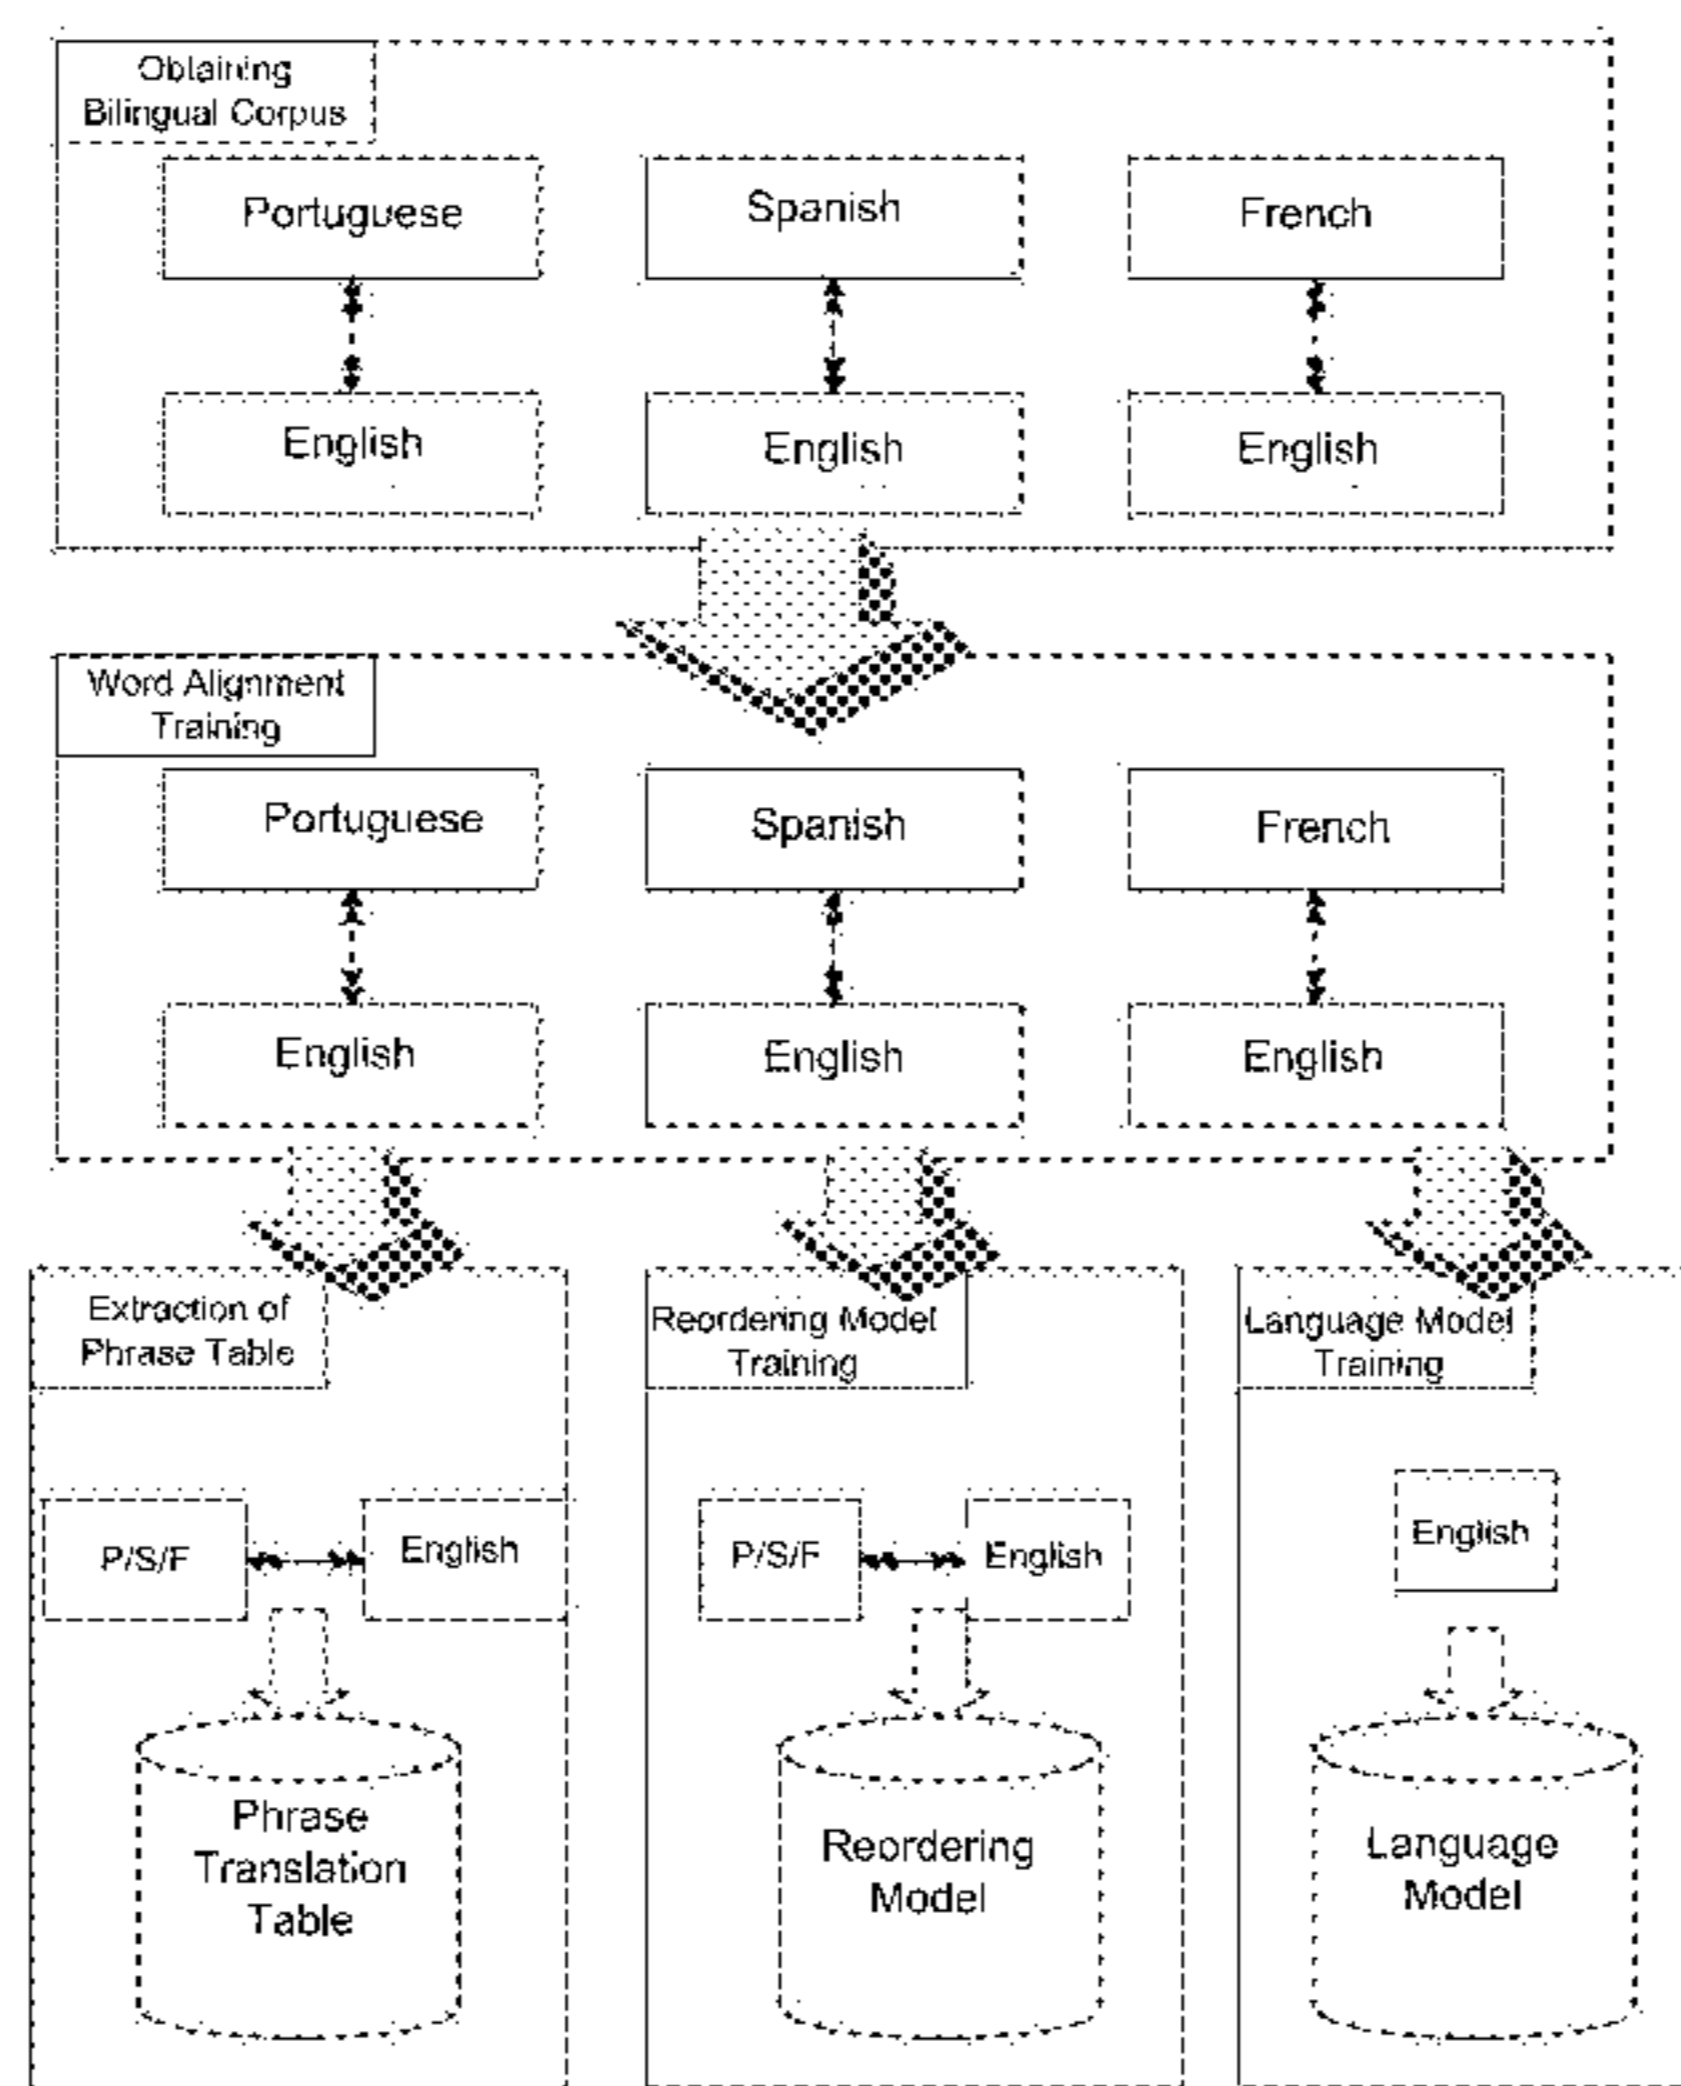 Obtaining
Bilingual Corpus
Portuguese
Spanish
French
English
English
English
Word Alignment
Training
Portuguese
Spanish
French
English
English
English
Extraction of
Phrase Table
Reordering Model
Training
Language Model
Training
P/S/F
English
P/S/F
English
English
Phrase
Translation
Table
Reordering
Model
Language
Model